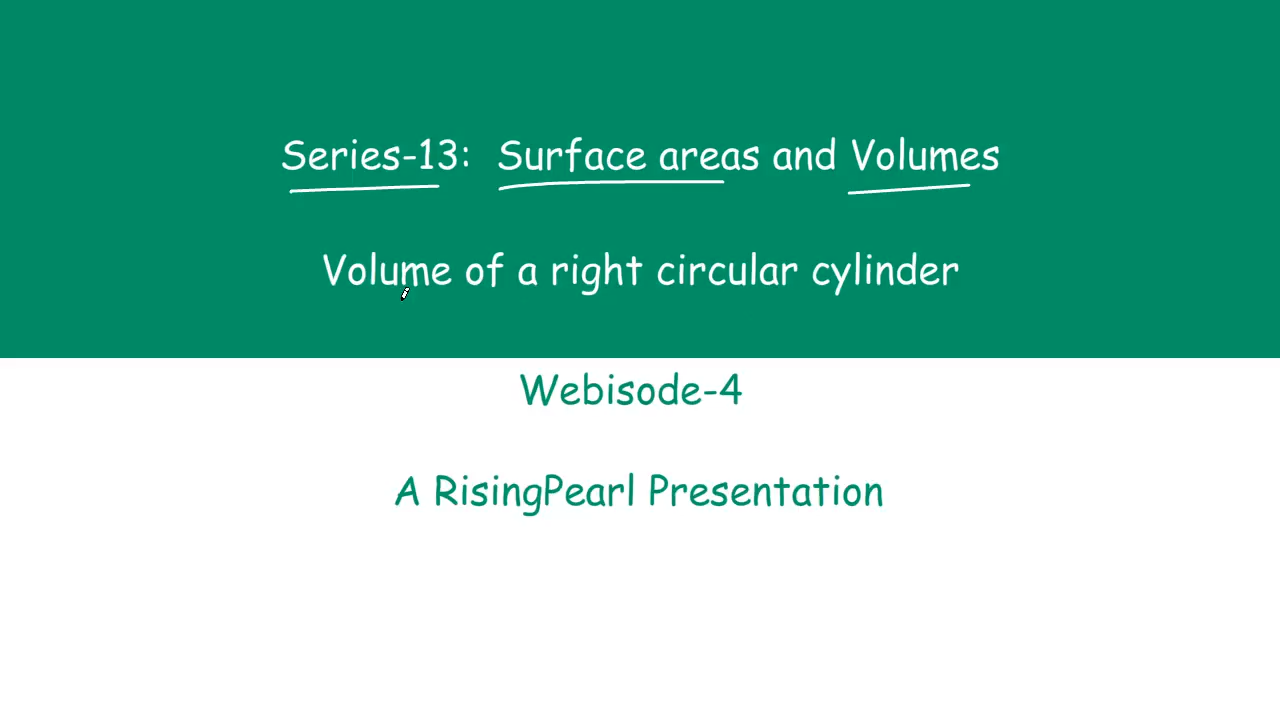 Series-13: Surface areas and Volumes
Volume of a right circular cylinder
Webisode-4
A RisingPearl Presentation